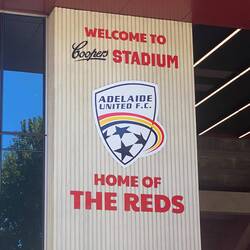 WELCOME TO
Coopers STADIUM
ADELAIDE
UNITED F.C.
HOME OF
THE REDS